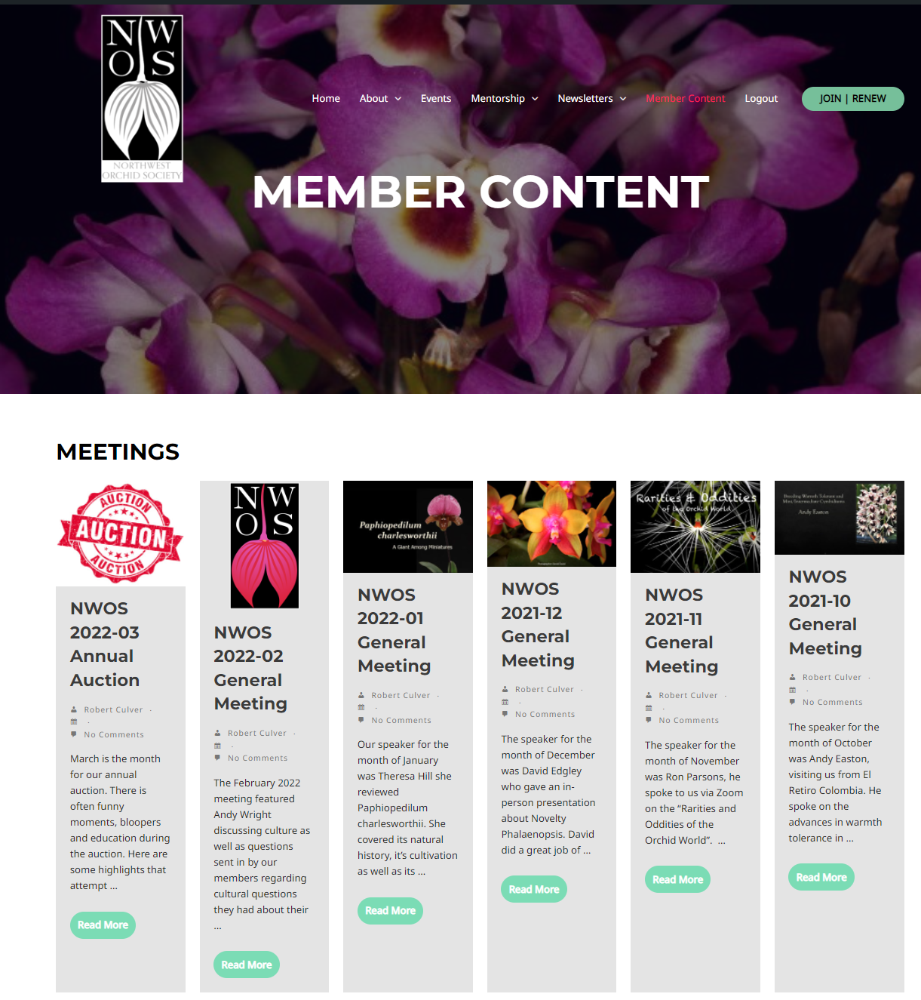 N W
O S
NORTHWEST
ORCHID SOCIETY
Home About Events Mentorship Newsletters Member Content Logout JOIN | RENEW
MEMBER CONTENT
MEETINGS
AUCTION
AUCTION
AUCTION
NWOS
2022-03
Annual
Auction
Robert Culver ·
·
No Comments
March is the month
for our annual
auction. There is
often funny
moments, bloopers
and education during
the auction. Here are
some highlights that
attempt ...
Read More
N W
O S
NWOS
2022-02
General
Meeting
Robert Culver ·
·
No Comments
The February 2022
meeting featured
Andy Wright
discussing culture as
well as questions
sent in by our
members regarding
cultural questions
they had about their
...
Read More
Paphiopedilum
charlesworthii
A Giant Among Miniatures
NWOS
2022-01
General
Meeting
Robert Culver ·
·
No Comments
Our speaker for the
month of January
was Theresa Hill she
reviewed
Paphiopedilum
charlesworthii. She
covered its natural
history, it’s cultivation
as well as its ...
Read More
NWOS
2021-12
General
Meeting
Robert Culver ·
·
No Comments
The speaker for the
month of December
was David Edgley
who gave an in-
person presentation
about Novelty
Phalaenopsis. David
did a great job of ...
Read More
Rarities & Oddities
of the Orchid World
NWOS
2021-11
General
Meeting
Robert Culver ·
·
No Comments
The speaker for the
month of November
was Ron Parsons, he
spoke to us via Zoom
on the “Rarities and
Oddities of the
Orchid World”. ...
Read More
Breeding Warmth Tolerant and
Andy Easton
NWOS
2021-10
General
Meeting
Robert Culver ·
·
No Comments
The speaker for the
month of October
was Andy Easton,
visiting us from El
Retiro Colombia. He
spoke on the
advances in warmth
tolerance in ...
Read More